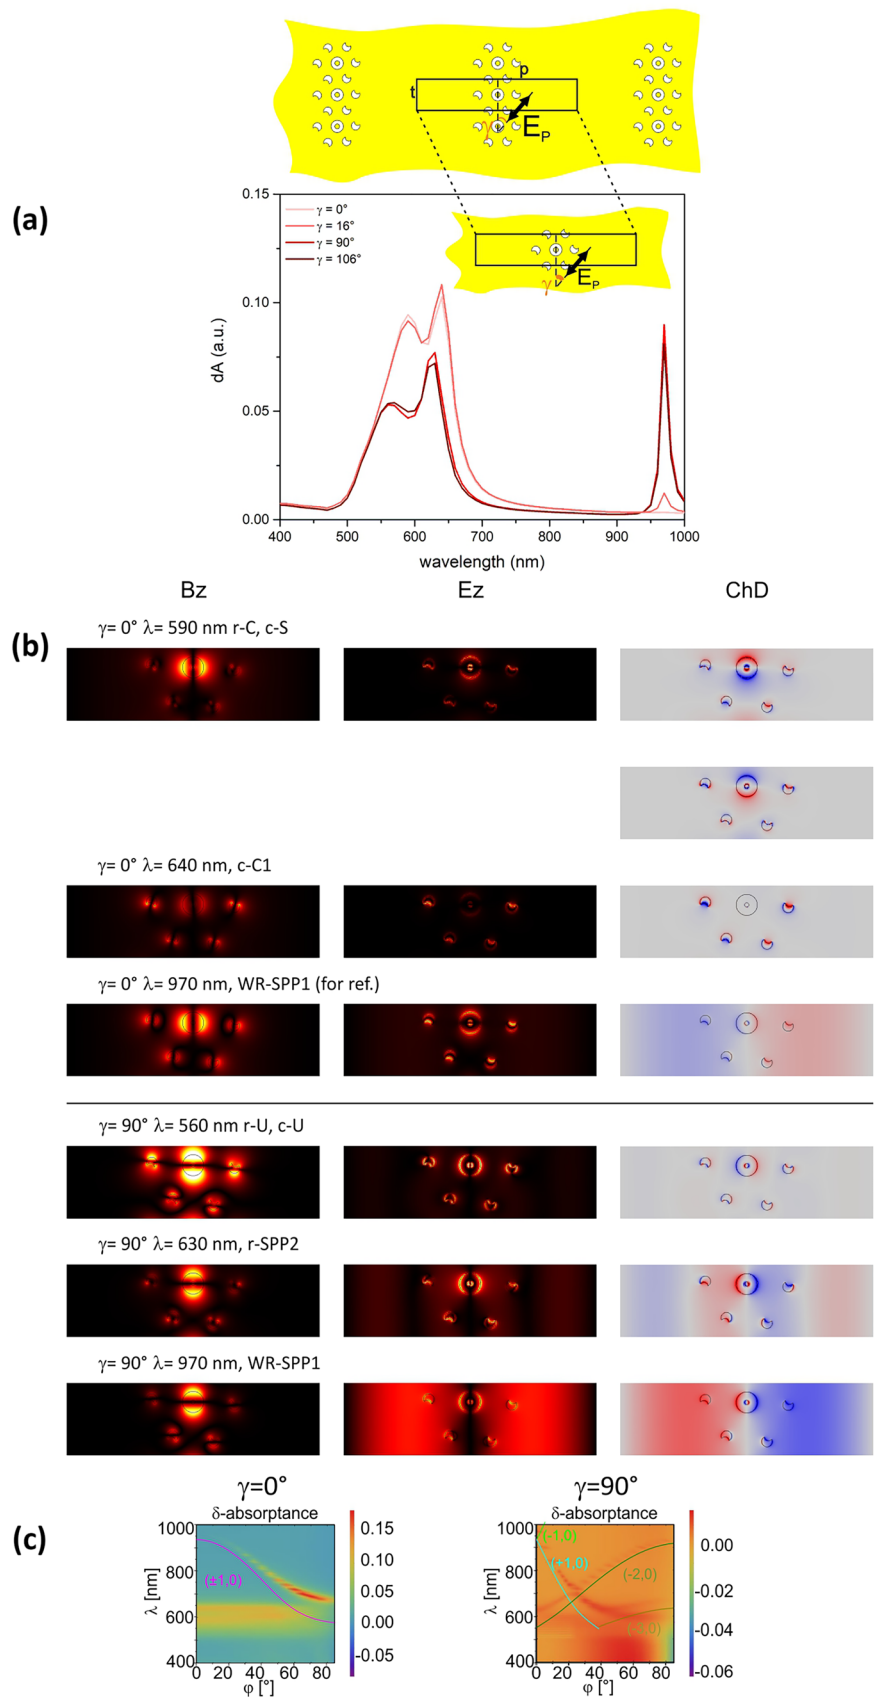 p
t
γ
E_P
(a)
0.15
0.10
0.05
0.00
dA (a.u.)
γ = 0°
γ = 16°
γ = 90°
γ = 106°
γ
E_P
400 500 600 700 800 900 1000
wavelength (nm)
Bz Ez ChD
(b)
γ= 0° λ= 590 nm r-C, c-S
γ= 0° λ= 640 nm, c-C1
γ= 0° λ= 970 nm, WR-SPP1 (for ref.)
γ= 90° λ= 560 nm r-U, c-U
γ= 90° λ= 630 nm, r-SPP2
γ= 90° λ= 970 nm, WR-SPP1
(c)
γ=0°
δ-absorptance
1000
800
600
400
λ [nm]
(±1,0)
0 20 40 60 80
φ [°]
0.15
0.10
0.05
0.00
-0.05
γ=90°
δ-absorptance
1000
800
600
400
λ [nm]
(-1,0)
(+1,0)
(-2,0)
(-3,0)
0 20 40 60 80
φ [°]
0.00
-0.02
-0.04
-0.06